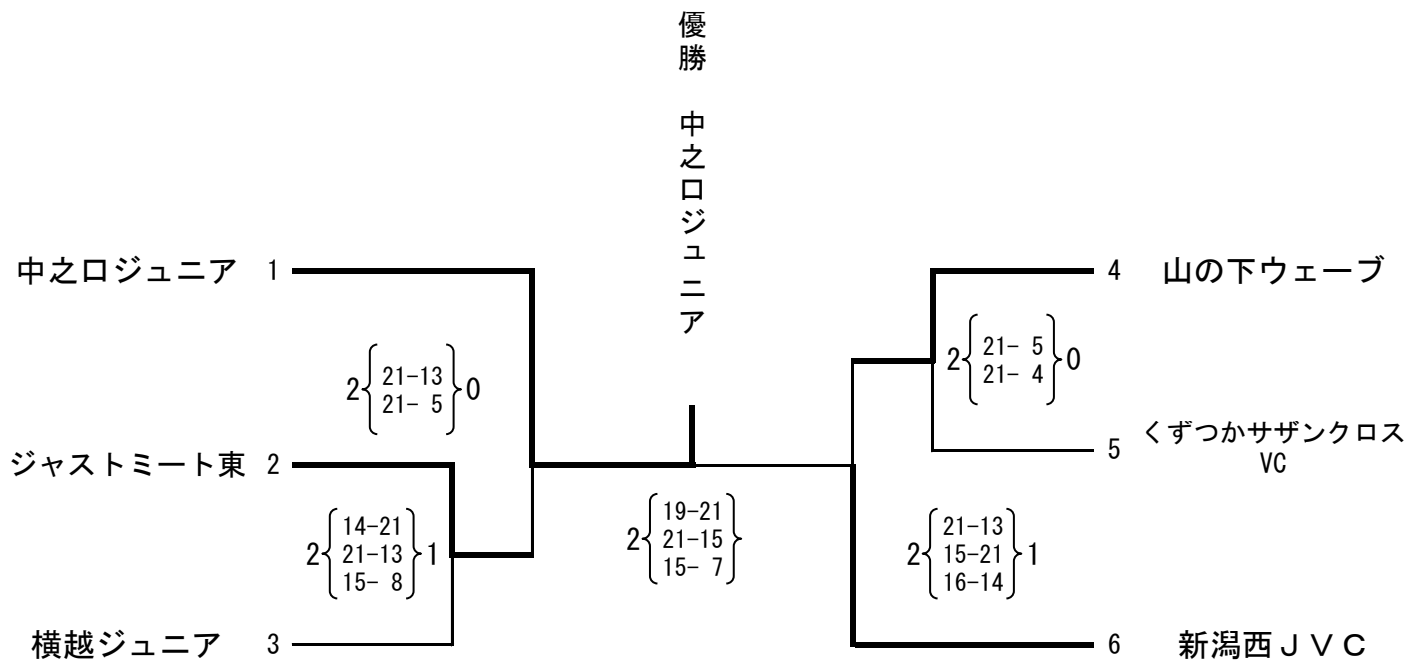 優勝 中之口ジュニア
中之口ジュニア 1
4 山の下ウェーブ
2 21-13 0
21- 5
2 21- 5 0
21- 4
ジャストミート東 2
5 くずつかサザンクロス
VC
2 14-21 1
21-13
15- 8
2 19-21
21-15
15- 7
2 21-13 1
15-21
16-14
横越ジュニア 3
6 新潟西ＪＶＣ